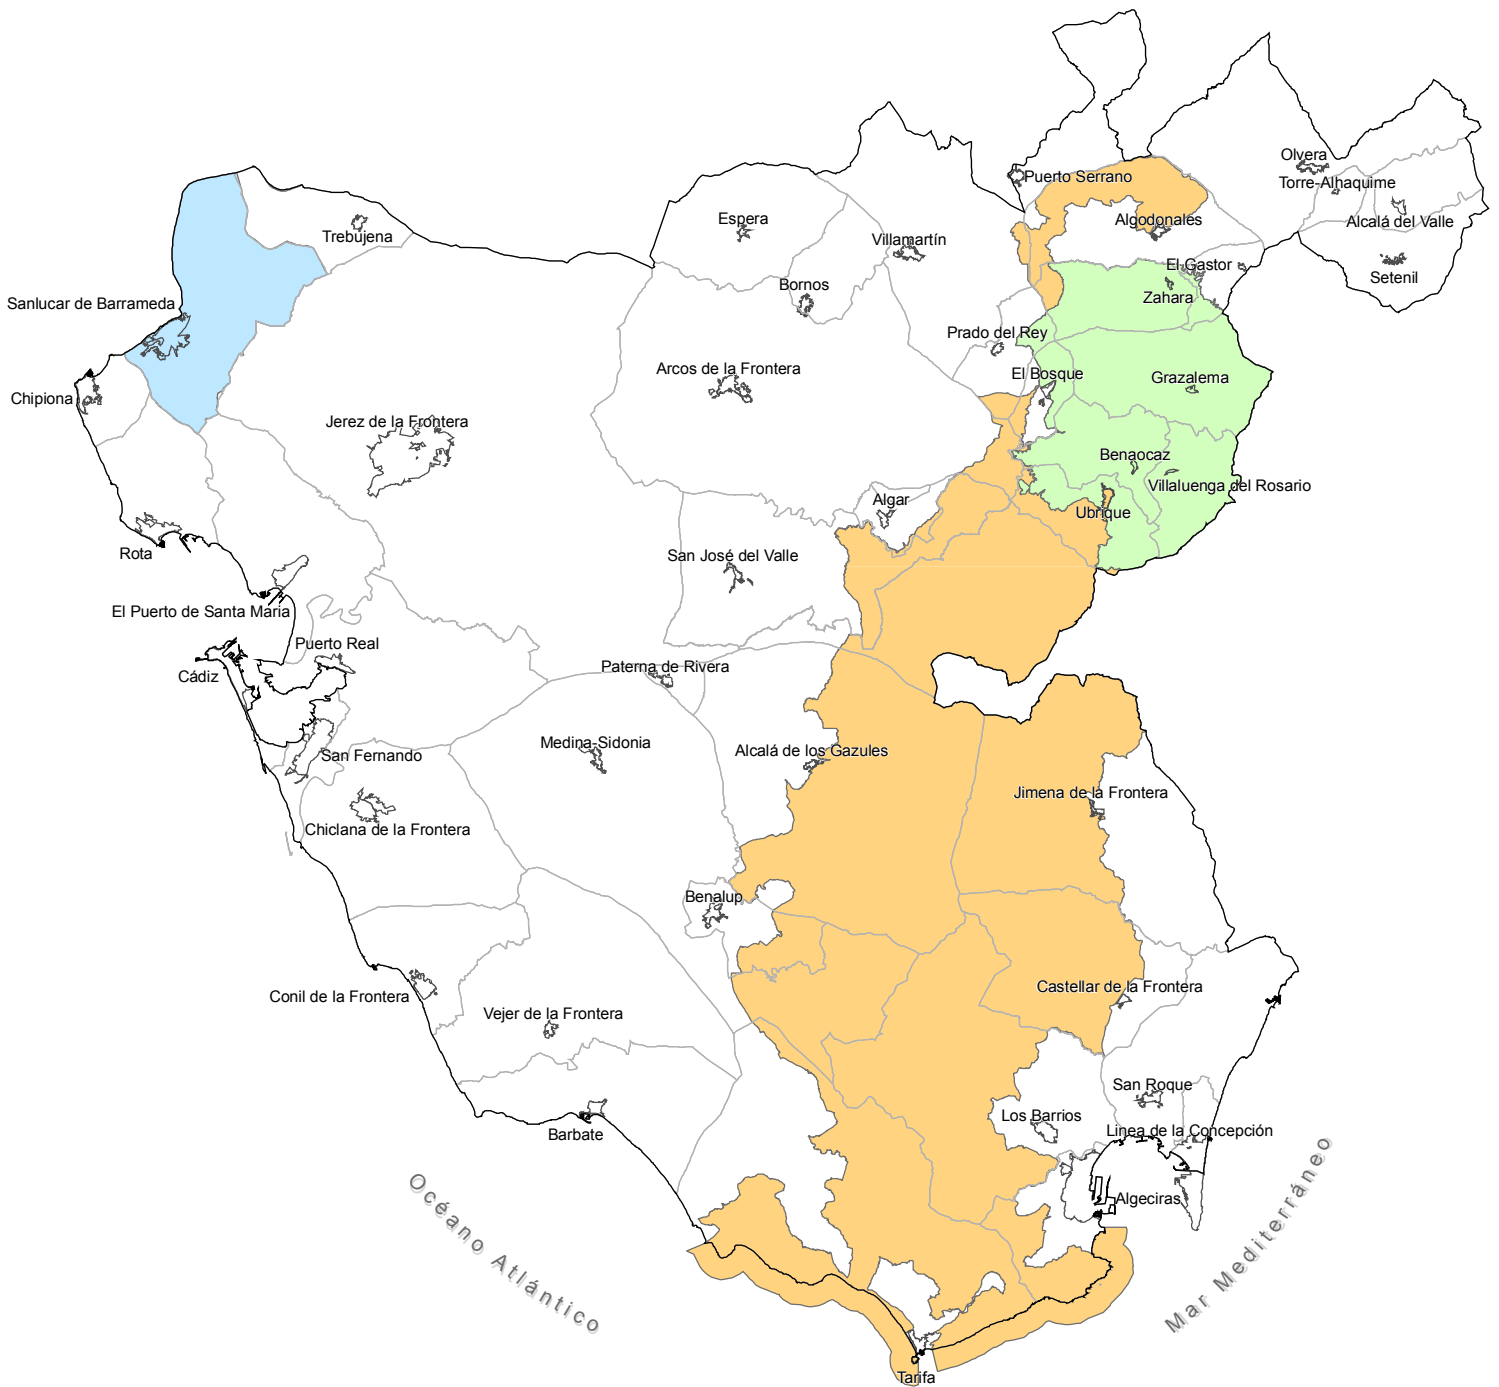 Olvera
Puerto Serrano
Torre-Alhaquime
Espera
Algodonales
Alcalá del Valle
Trebujena
Villamartín
El Gastor
Setenil
Bornos
Zahara
Sanlucar de Barrameda
Prado del Rey
Arcos de la Frontera
El Bosque
Grazalema
Chipiona
Jerez de la Frontera
Benaocaz
Villaluenga del Rosario
Algar
Ubrique
Rota
San José del Valle
El Puerto de Santa María
Puerto Real
Cádiz
Paterna de Rivera
Medina-Sidonia
Alcalá de los Gazules
San Fernando
Jimena de la Frontera
Chiclana de la Frontera
Benalup
Conil de la Frontera
Castellar de la Frontera
Vejer de la Frontera
San Roque
Los Barrios
Barbate
Linea de la Concepción
Algeciras
Océano Atlántico
Mar Mediterráneo
Tarifa